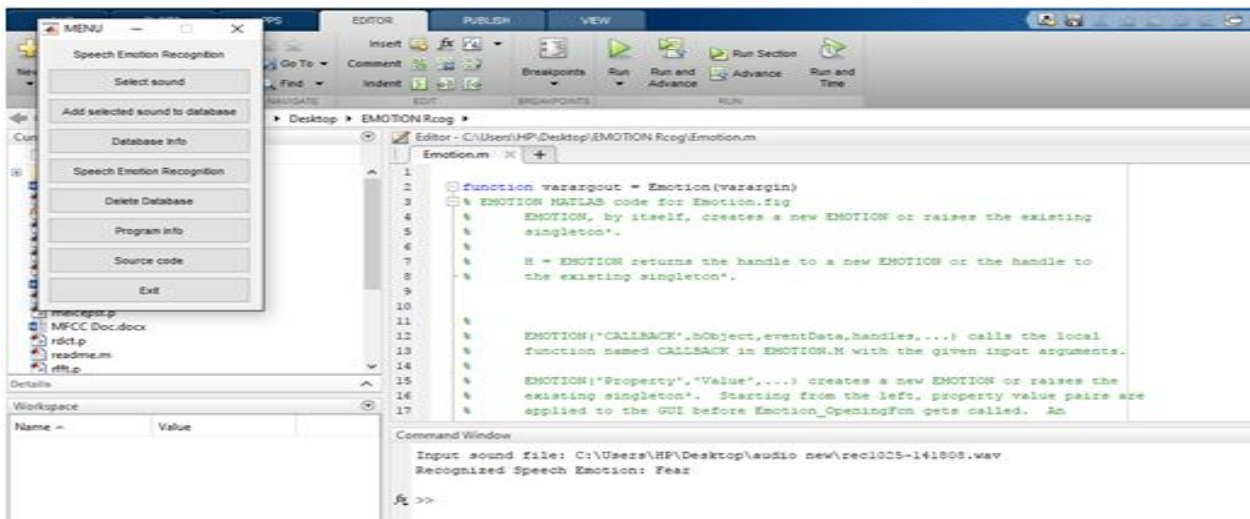 MENU
Speech Emotion Recognition
Select sound
Add selected sound to database
Database Info
Speech Emotion Recognition
Delete Database
Program info
Source code
Exit
EDITOR PUBLISH VIEW
Insert fx
Go To Comment Breakpoints Run Run and Advance Run Section Advance Run and Time
Find Indent
NAVIGATE EDIT BREAKPOINTS RUN
Desktop EMOTION Rcog
MFCC Doc.docx
rdct.p
readme.m
rfft.p
Details
Workspace
Name Value
Editor - C:\Users\HP\Desktop\EMOTION Rcog\Emotion.m
Emotion.m
1
2 function varargout = Emotion(varargin)
3 % EMOTION MATLAB code for Emotion.fig
4 % EMOTION, by itself, creates a new EMOTION or raises the existing
5 % singleton*.
6 %
7 % H = EMOTION returns the handle to a new EMOTION or the handle to
8 % the existing singleton*.
9
10
11 %
12 % EMOTION('CALLBACK',hObject,eventData,handles,...) calls the local
13 % function named CALLBACK in EMOTION.M with the given input arguments.
14 %
15 % EMOTION('Property','Value',...) creates a new EMOTION or raises the
16 % existing singleton*. Starting from the left, property value pairs are
17 % applied to the GUI before Emotion_OpeningFcn gets called. An
Command Window
Input sound file: C:\Users\HP\Desktop\audio new\rec1025-141808.wav
Recognized Speech Emotion: Fear
fx >>